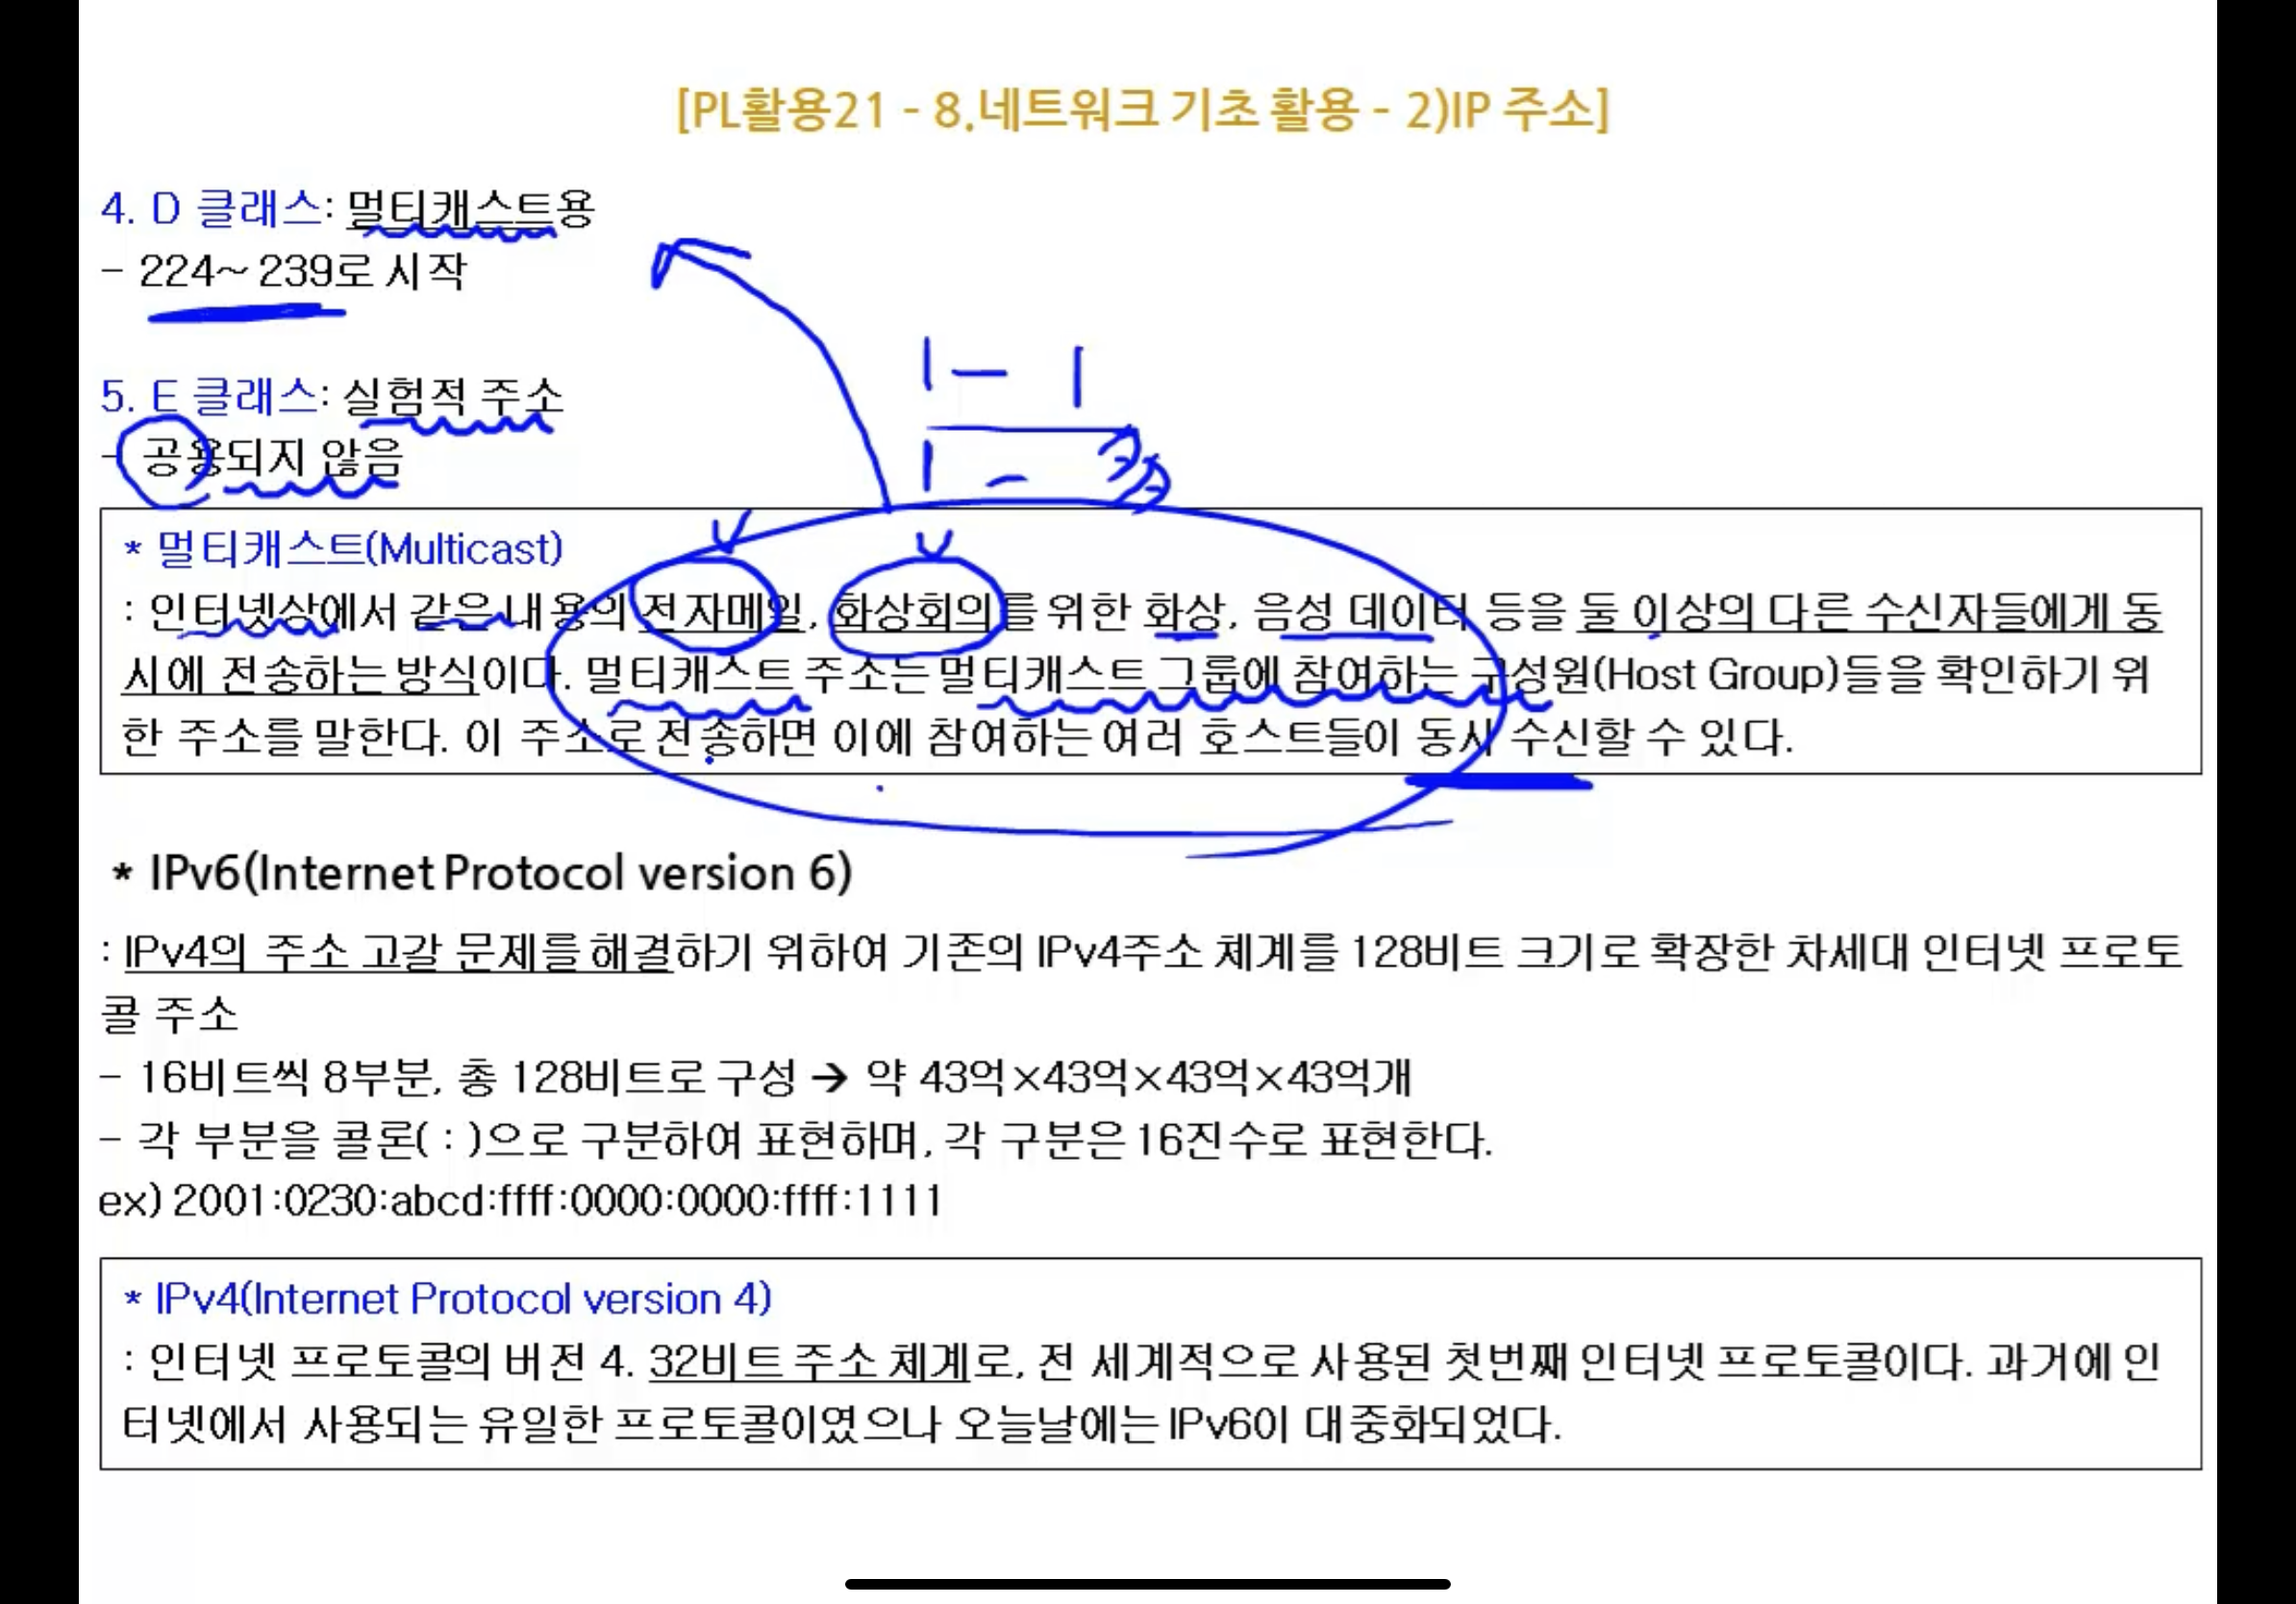 [PL활용21 - 8.네트워크 기초 활용 - 2)IP 주소]
4. D 클래스: 멀티캐스트용
- 224~ 239로 시작
1 - 1
5. E 클래스: 실험적 주소
- 공용되지 않음
1 -
* 멀티캐스트(Multicast)
: 인터넷상에서 같은 내용의 전자메일, 화상회의를 위한 화상, 음성 데이터 등을 둘 이상의 다른 수신자들에게 동
시에 전송하는 방식이다. 멀티캐스트 주소는 멀티캐스트 그룹에 참여하는 구성원(Host Group)들을 확인하기 위
한 주소를 말한다. 이 주소로 전송하면 이에 참여하는 여러 호스트들이 동시 수신할 수 있다.
* IPv6(Internet Protocol version 6)
: IPv4의 주소 고갈 문제를 해결하기 위하여 기존의 IPv4주소 체계를 128비트 크기로 확장한 차세대 인터넷 프로토
콜 주소
- 16비트씩 8부분, 총 128비트로 구성 → 약 43억×43억×43억×43억개
- 각 부분을 콜론( : )으로 구분하여 표현하며, 각 구분은 16진수로 표현한다.
ex) 2001:0230:abcd:ffff:0000:0000:ffff:1111
* IPv4(Internet Protocol version 4)
: 인터넷 프로토콜의 버전 4. 32비트 주소 체계로, 전 세계적으로 사용된 첫번째 인터넷 프로토콜이다. 과거에 인
터넷에서 사용되는 유일한 프로토콜이였으나 오늘날에는 IPv6이 대중화되었다.